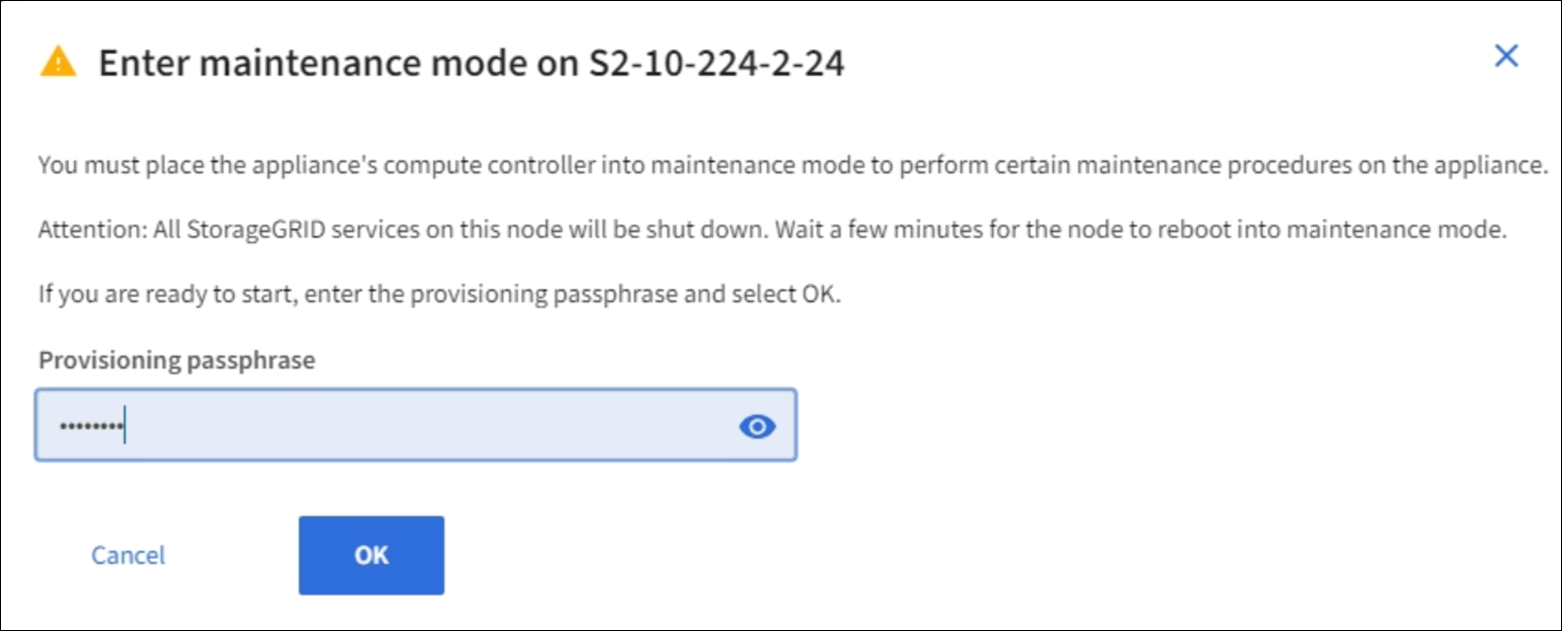 Enter maintenance mode on S2-10-224-2-24
You must place the appliance's compute controller into maintenance mode to perform certain maintenance procedures on the appliance.
Attention: All StorageGRID services on this node will be shut down. Wait a few minutes for the node to reboot into maintenance mode.
If you are ready to start, enter the provisioning passphrase and select OK.
Provisioning passphrase
••••••••
Cancel OK